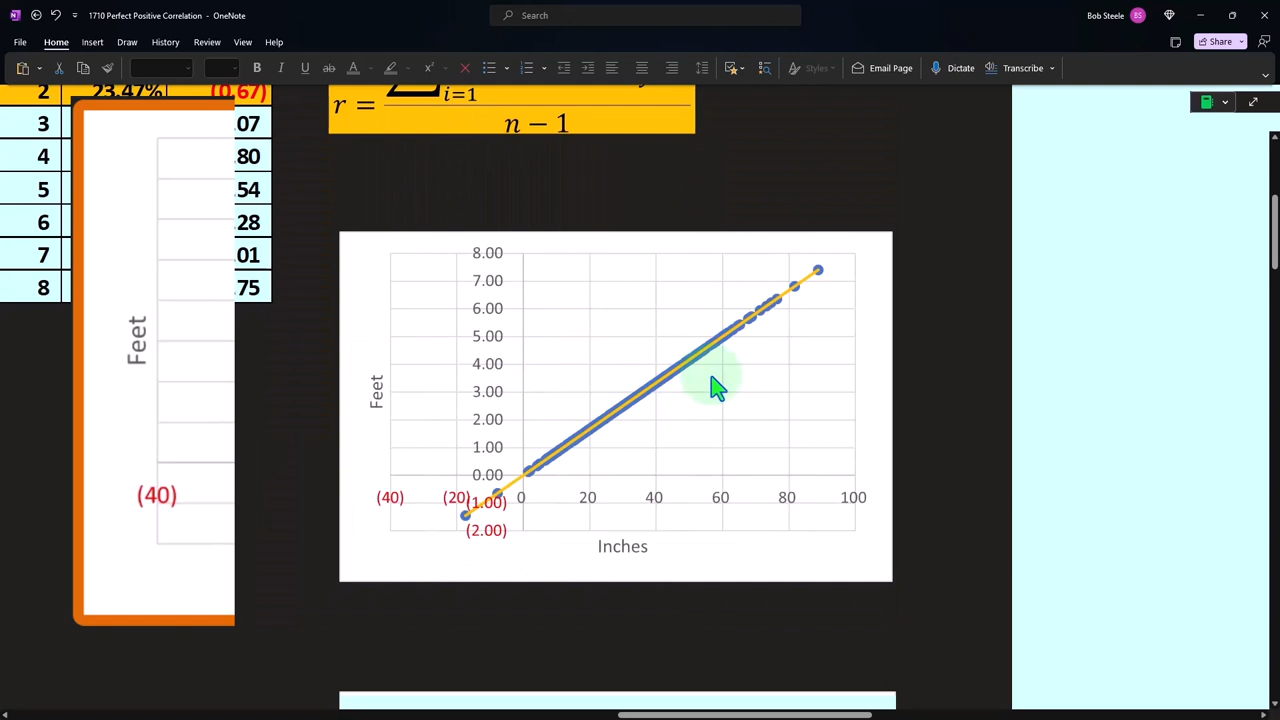 1710 Perfect Positive Correlation - OneNote
Search
Bob Steele BS
File Home Insert Draw History Review View Help
Share
Email Page
Styles
Dictate
Transcribe
2 23.47% (0.67)
3 .07
4 .80
5 .54
6 .28
7 .01
8 .75
Feet
(40)
r = ∑ i=1
n − 1
8.00
7.00
6.00
5.00
4.00
3.00
2.00
1.00
0.00
(1.00)
(2.00)
Feet
(40) (20) 0 20 40 60 80 100
Inches